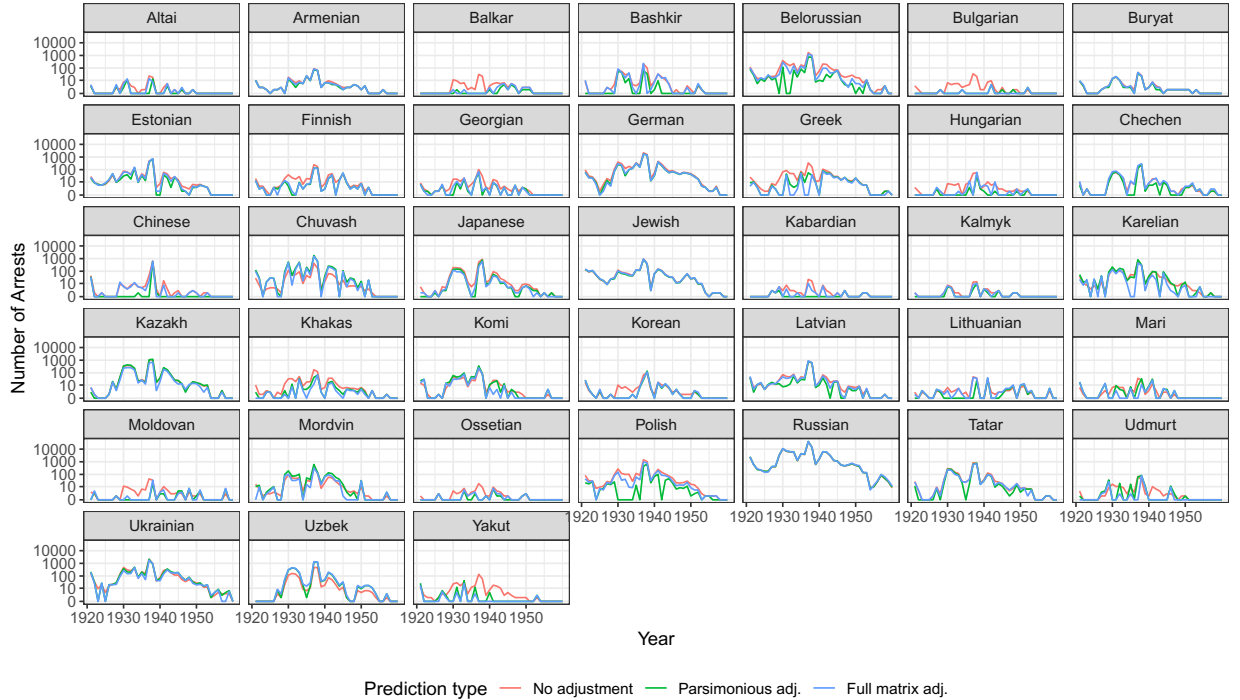 Altai Armenian Balkar Bashkir Belorussian Bulgarian Buryat
10000
1000
100
10
0
Estonian Finnish Georgian German Greek Hungarian Chechen
10000
1000
100
10
0
Chinese Chuvash Japanese Jewish Kabardian Kalmyk Karelian
10000
1000
100
10
0
Kazakh Khakas Komi Korean Latvian Lithuanian Mari
10000
1000
100
10
0
Moldovan Mordvin Ossetian Polish Russian Tatar Udmurt
10000
1000
100
10
0
1920 1930 1940 1950 1920 1930 1940 1950 1920 1930 1940 1950 1920 1930 1940 1950
Ukrainian Uzbek Yakut
10000
1000
100
10
0
1920 1930 1940 1950 1920 1930 1940 1950 1920 1930 1940 1950
Number of Arrests
Year
Prediction type No adjustment Parsimonious adj. Full matrix adj.